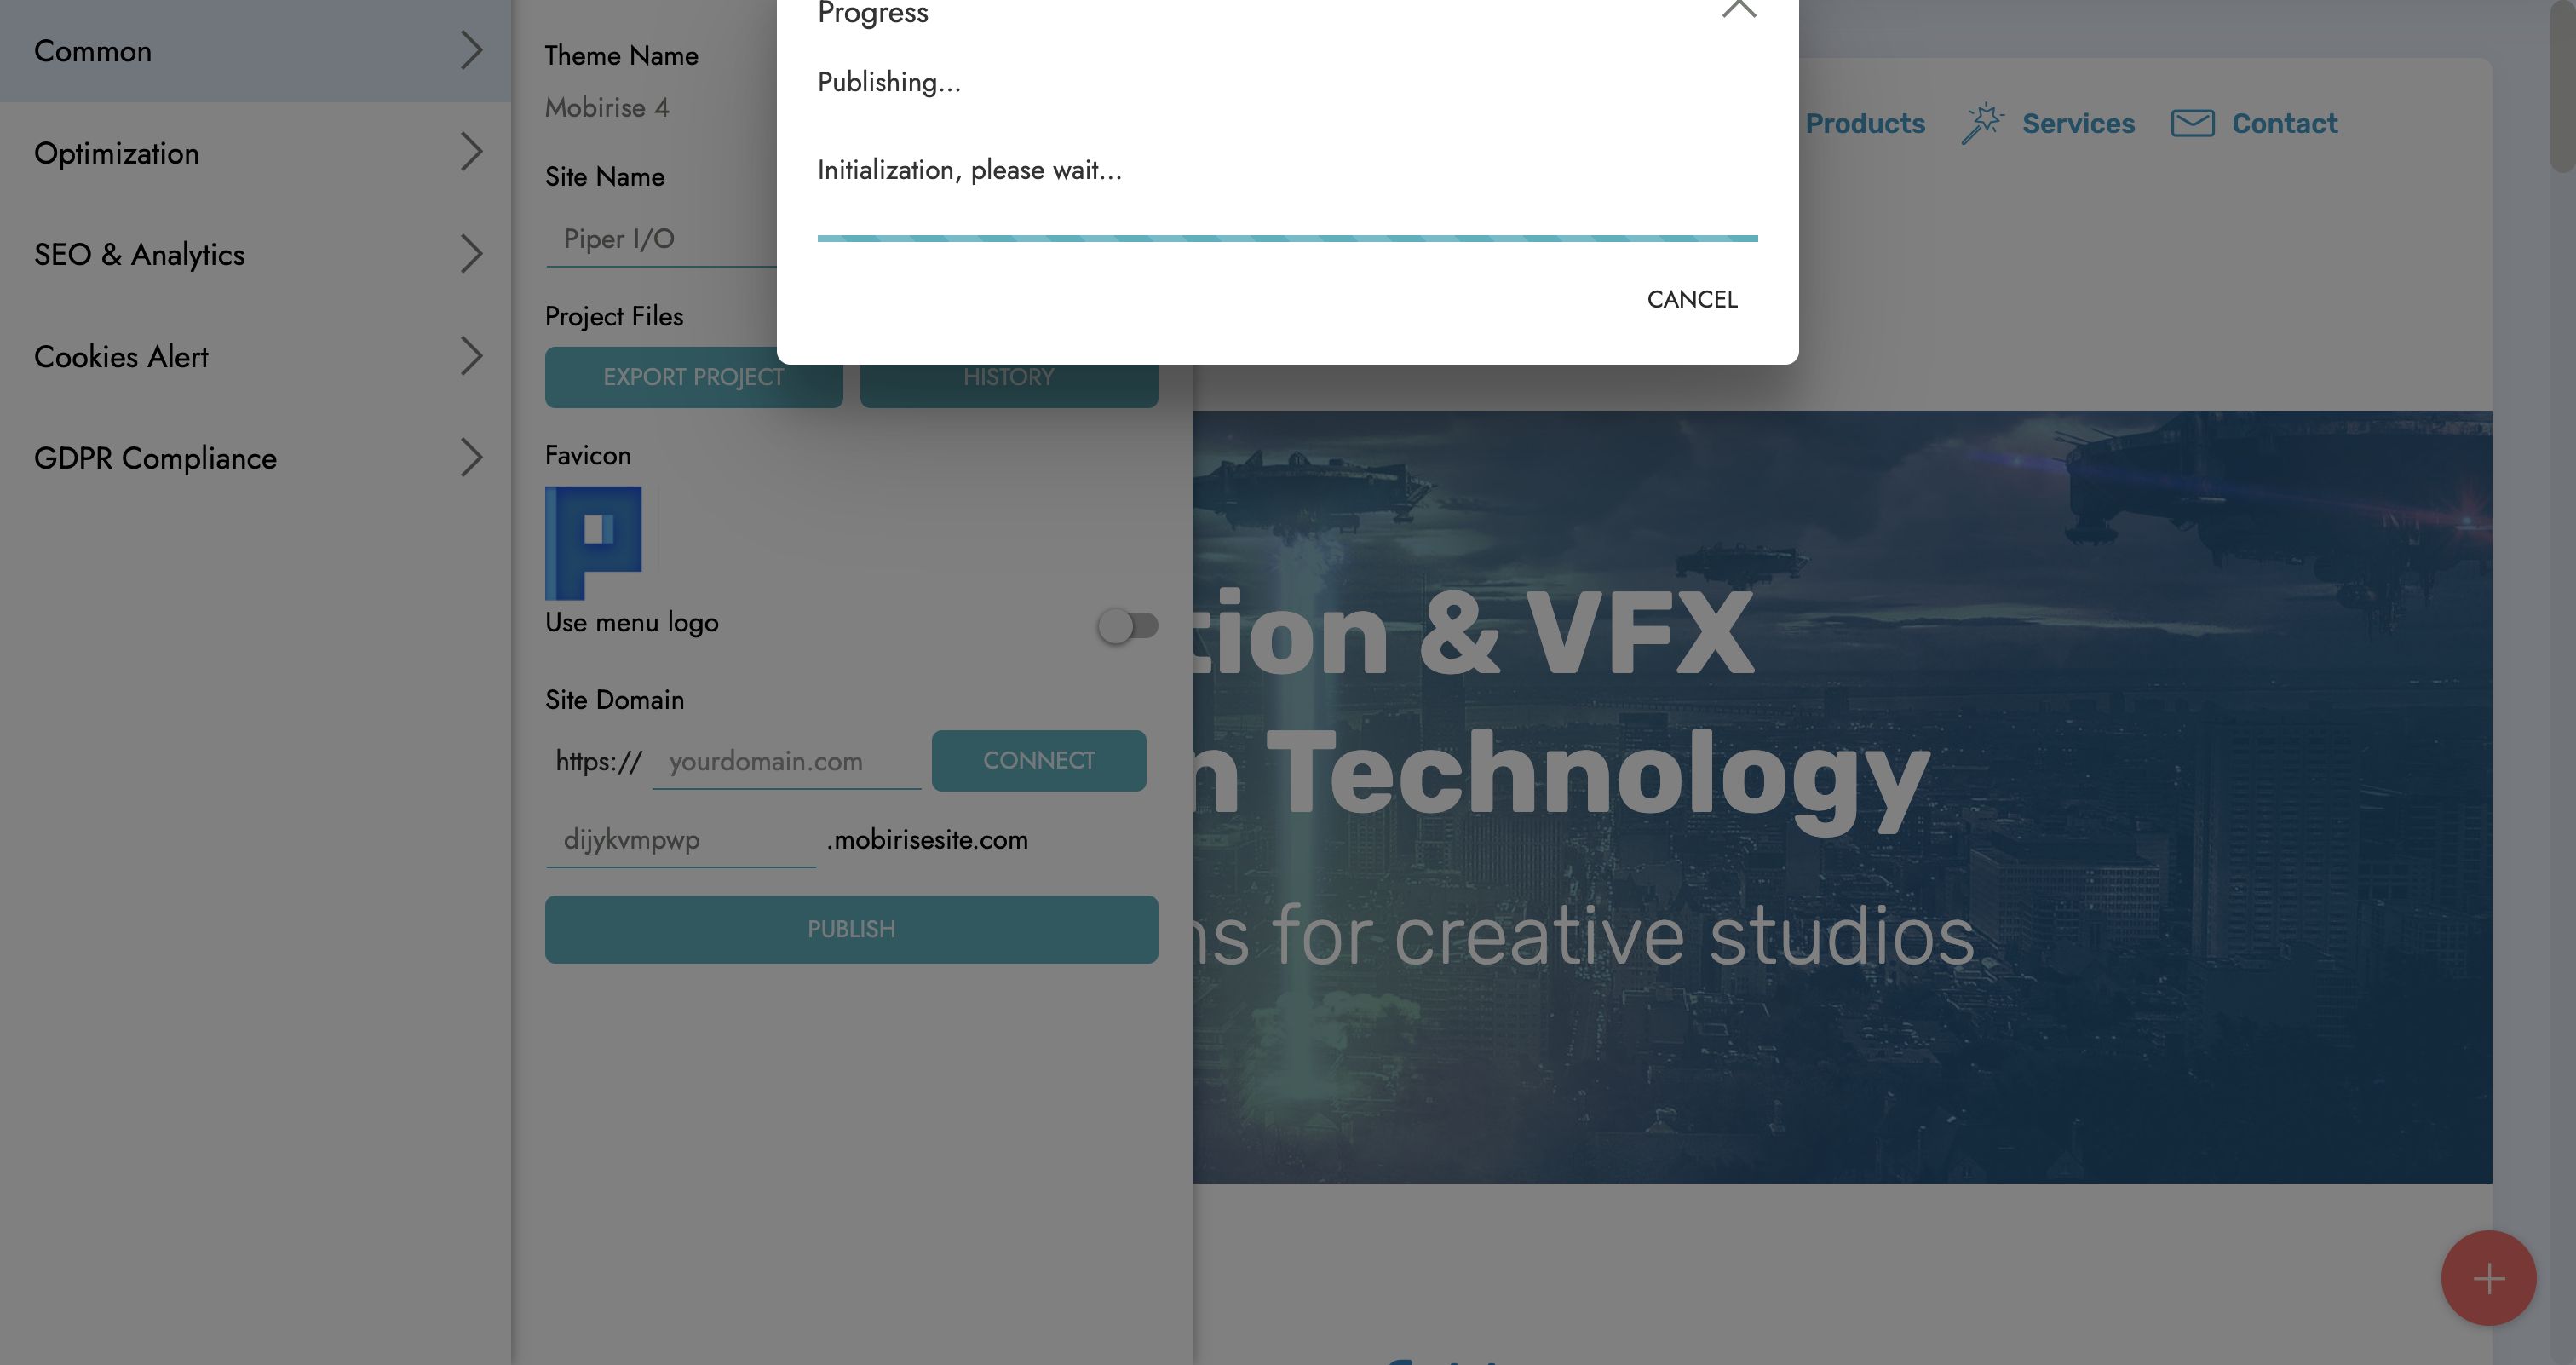 Common
Optimization
SEO & Analytics
Cookies Alert
GDPR Compliance
Theme Name
Mobirise 4
Site Name
Piper I/O
Project Files
EXPORT PROJECT
HISTORY
Favicon
P
Use menu logo
Site Domain
https:// yourdomain.com CONNECT
dijykvmpwp .mobirisesite.com
PUBLISH
Progress
Publishing...
Initialization, please wait...
CANCEL
Products Services Contact
tion & VFX
n Technology
ns for creative studios